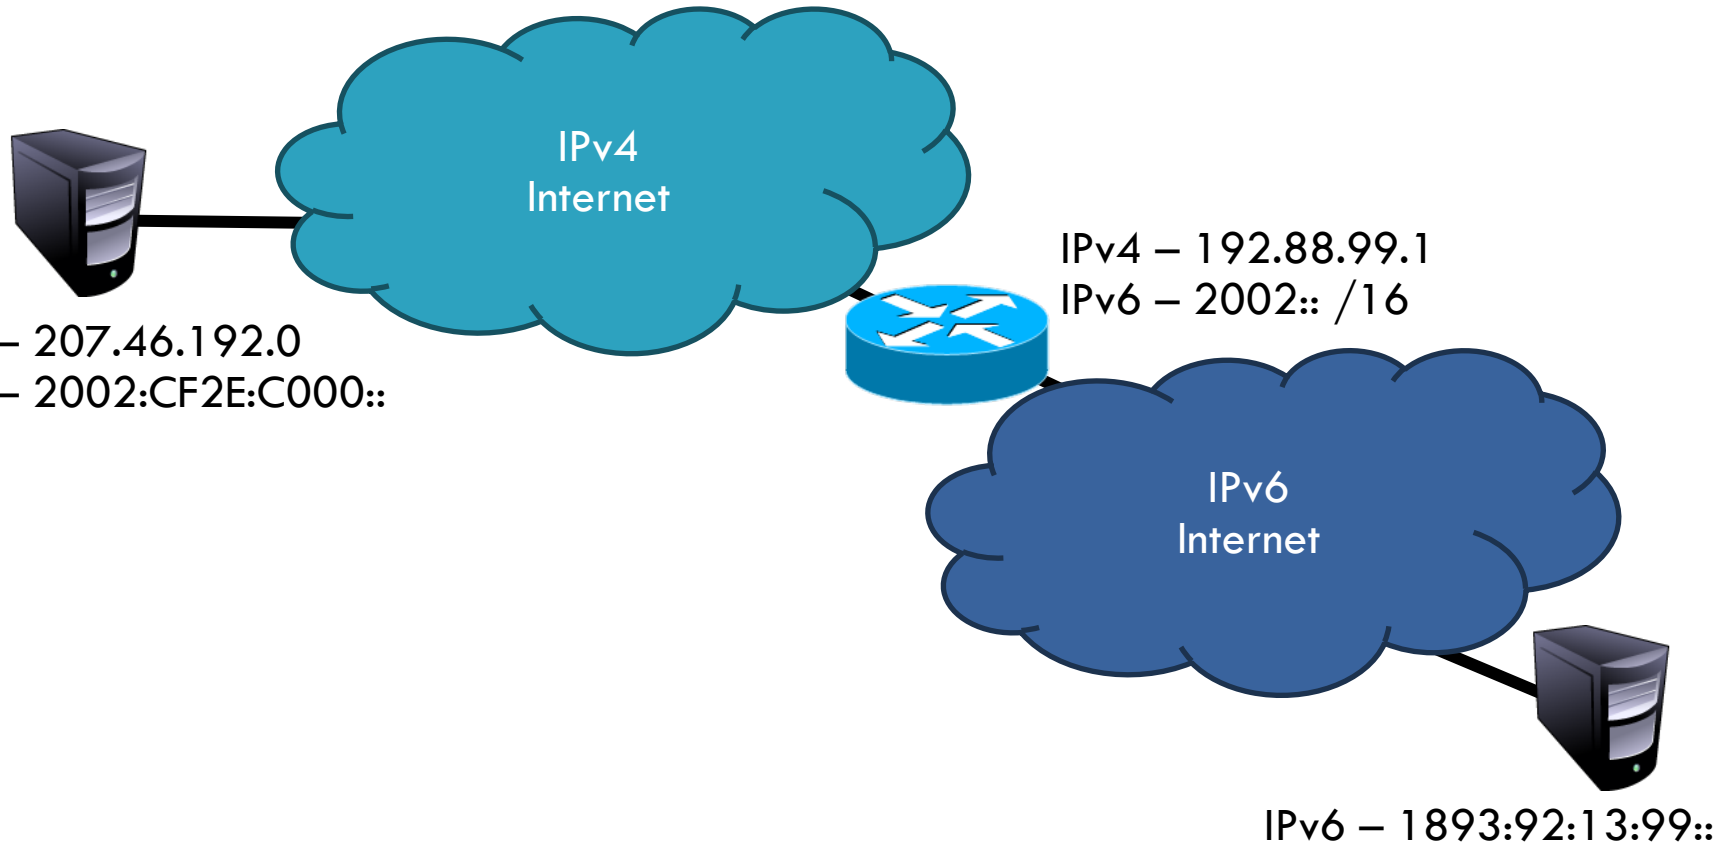 IPv4
Internet
IPv4 – 192.88.99.1
IPv6 – 2002:: /16
– 207.46.192.0
– 2002:CF2E:C000::
IPv6
Internet
IPv6 – 1893:92:13:99::